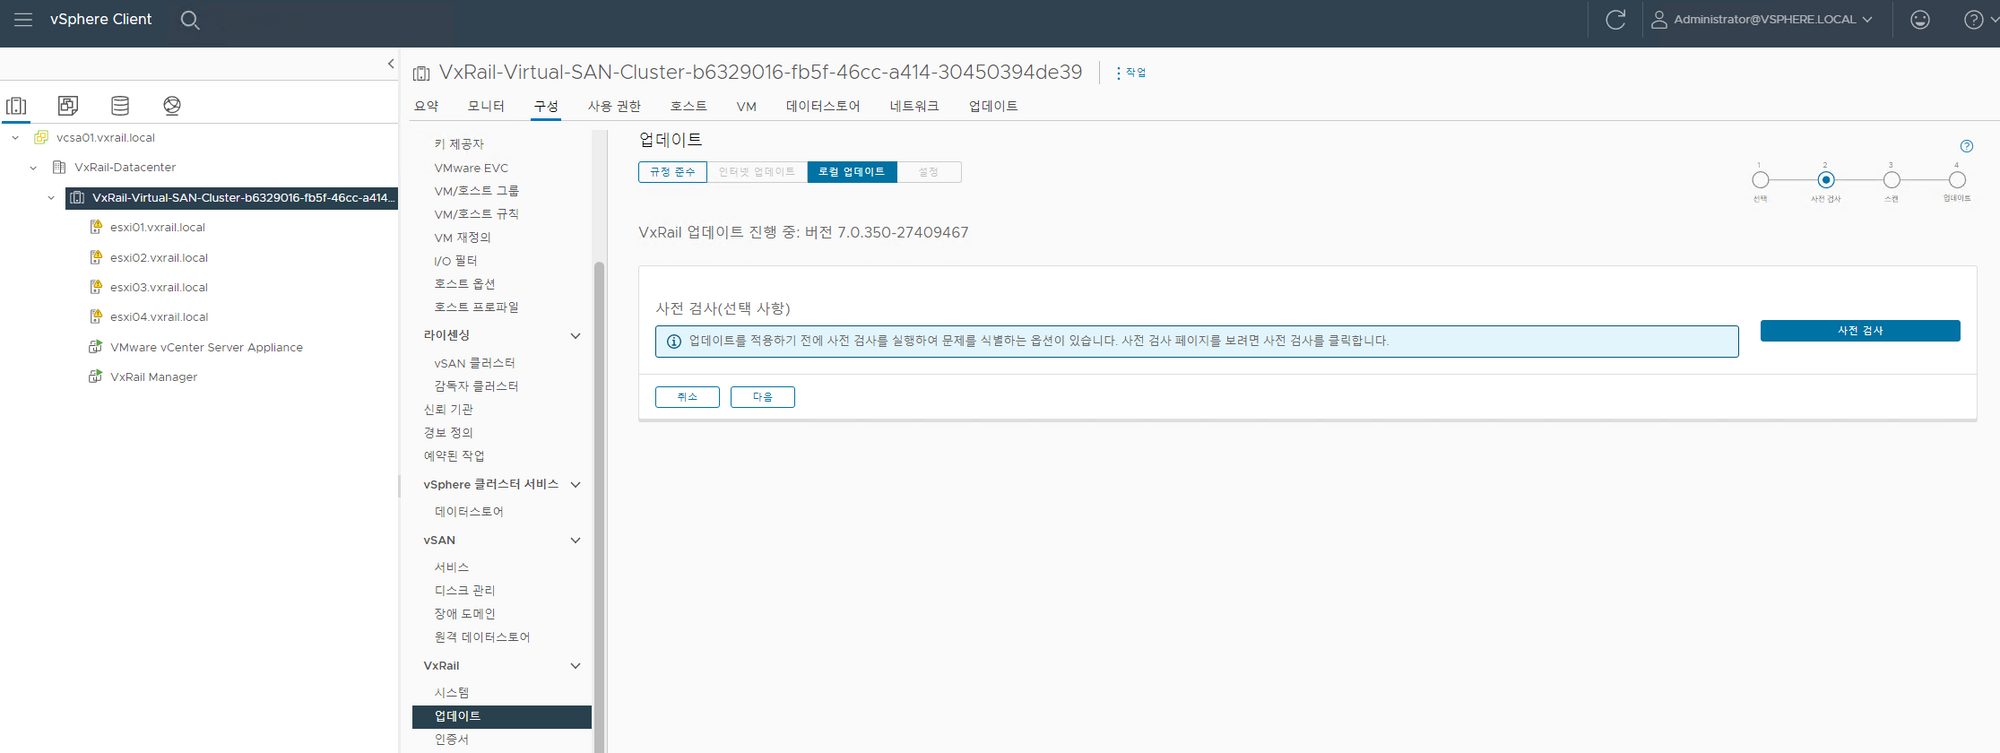 vSphere Client
Administrator@VSPHERE.LOCAL
vcsa01.vxrail.local
VxRail-Datacenter
VxRail-Virtual-SAN-Cluster-b6329016-fb5f-46cc-a414...
esxi01.vxrail.local
esxi02.vxrail.local
esxi03.vxrail.local
esxi04.vxrail.local
VMware vCenter Server Appliance
VxRail Manager
VxRail-Virtual-SAN-Cluster-b6329016-fb5f-46cc-a414-30450394de39
작업
요약 모니터 구성 사용 권한 호스트 VM 데이터스토어 네트워크 업데이트
키 제공자
VMware EVC
VM/호스트 그룹
VM/호스트 규칙
VM 재정의
I/O 필터
호스트 옵션
호스트 프로파일
라이센싱
vSAN 클러스터
감독자 클러스터
신뢰 기관
경보 정의
예약된 작업
vSphere 클러스터 서비스
데이터스토어
vSAN
서비스
디스크 관리
장애 도메인
원격 데이터스토어
VxRail
시스템
업데이트
인증서
업데이트
규정 준수 인터넷 업데이트 로컬 업데이트 설정
1 2 3 4
선택 사전 검사 스캔 업데이트
VxRail 업데이트 진행 중: 버전 7.0.350-27409467
사전 검사(선택 사항)
업데이트를 적용하기 전에 사전 검사를 실행하여 문제를 식별하는 옵션이 있습니다. 사전 검사 페이지를 보려면 사전 검사를 클릭합니다.
사전 검사
취소 다음